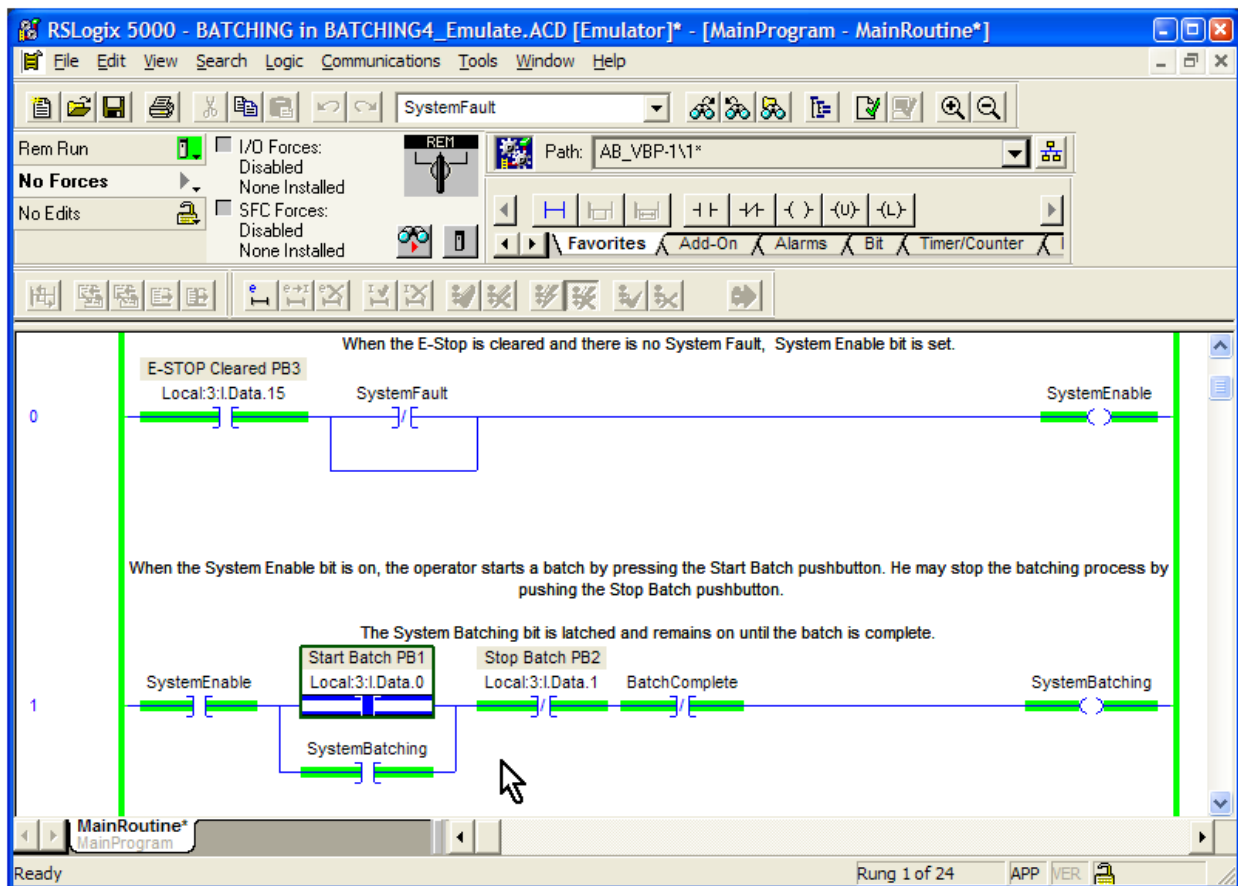 RSLogix 5000 - BATCHING in BATCHING4_Emulate.ACD [Emulator]* - [MainProgram - MainRoutine*]
File Edit View Search Logic Communications Tools Window Help
SystemFault
Rem Run
No Forces
No Edits
I/O Forces:
Disabled
None Installed
SFC Forces:
Disabled
None Installed
REM
Path: AB_VBP-1\1*
Favorites Add-On Alarms Bit Timer/Counter
When the E-Stop is cleared and there is no System Fault, System Enable bit is set.
E-STOP Cleared PB3
Local:3:I.Data.15 SystemFault SystemEnable
0
When the System Enable bit is on, the operator starts a batch by pressing the Start Batch pushbutton. He may stop the batching process by
pushing the Stop Batch pushbutton.
The System Batching bit is latched and remains on until the batch is complete.
Start Batch PB1 Stop Batch PB2
SystemEnable Local:3:I.Data.0 Local:3:I.Data.1 BatchComplete SystemBatching
1
SystemBatching
MainRoutine*
MainProgram
Ready Rung 1 of 24 APP VER